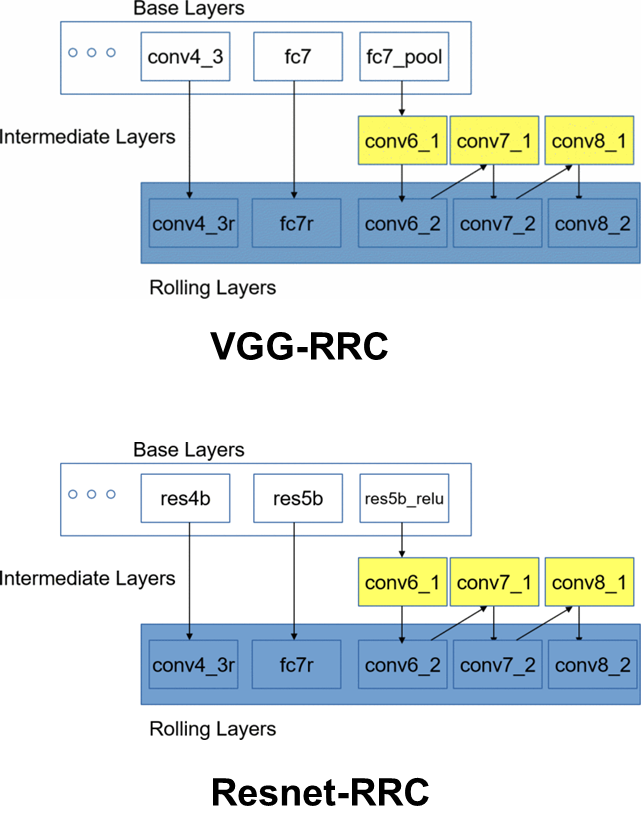 Base Layers
conv4_3 fc7 fc7_pool
Intermediate Layers
conv6_1 conv7_1 conv8_1
conv4_3r fc7r conv6_2 conv7_2 conv8_2
Rolling Layers
VGG-RRC
Base Layers
res4b res5b res5b_relu
Intermediate Layers
conv6_1 conv7_1 conv8_1
conv4_3r fc7r conv6_2 conv7_2 conv8_2
Rolling Layers
Resnet-RRC